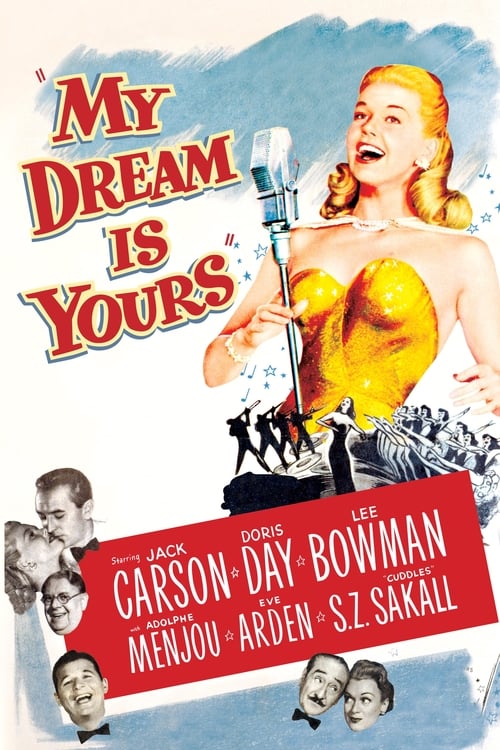 "MY
DREAM
IS
YOURS"
Starring JACK CARSON ★ DORIS DAY ★ LEE BOWMAN
with ADOLPHE MENJOU ★ EVE ARDEN ★ "CUDDLES" S.Z. SAKALL